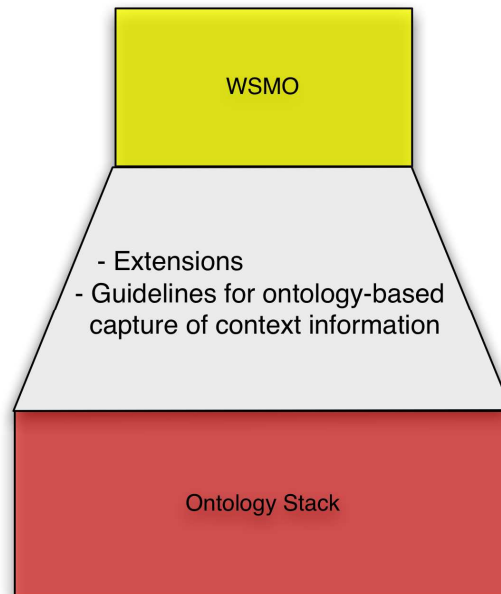 WSMO
- Extensions
- Guidelines for ontology-based
capture of context information
Ontology Stack